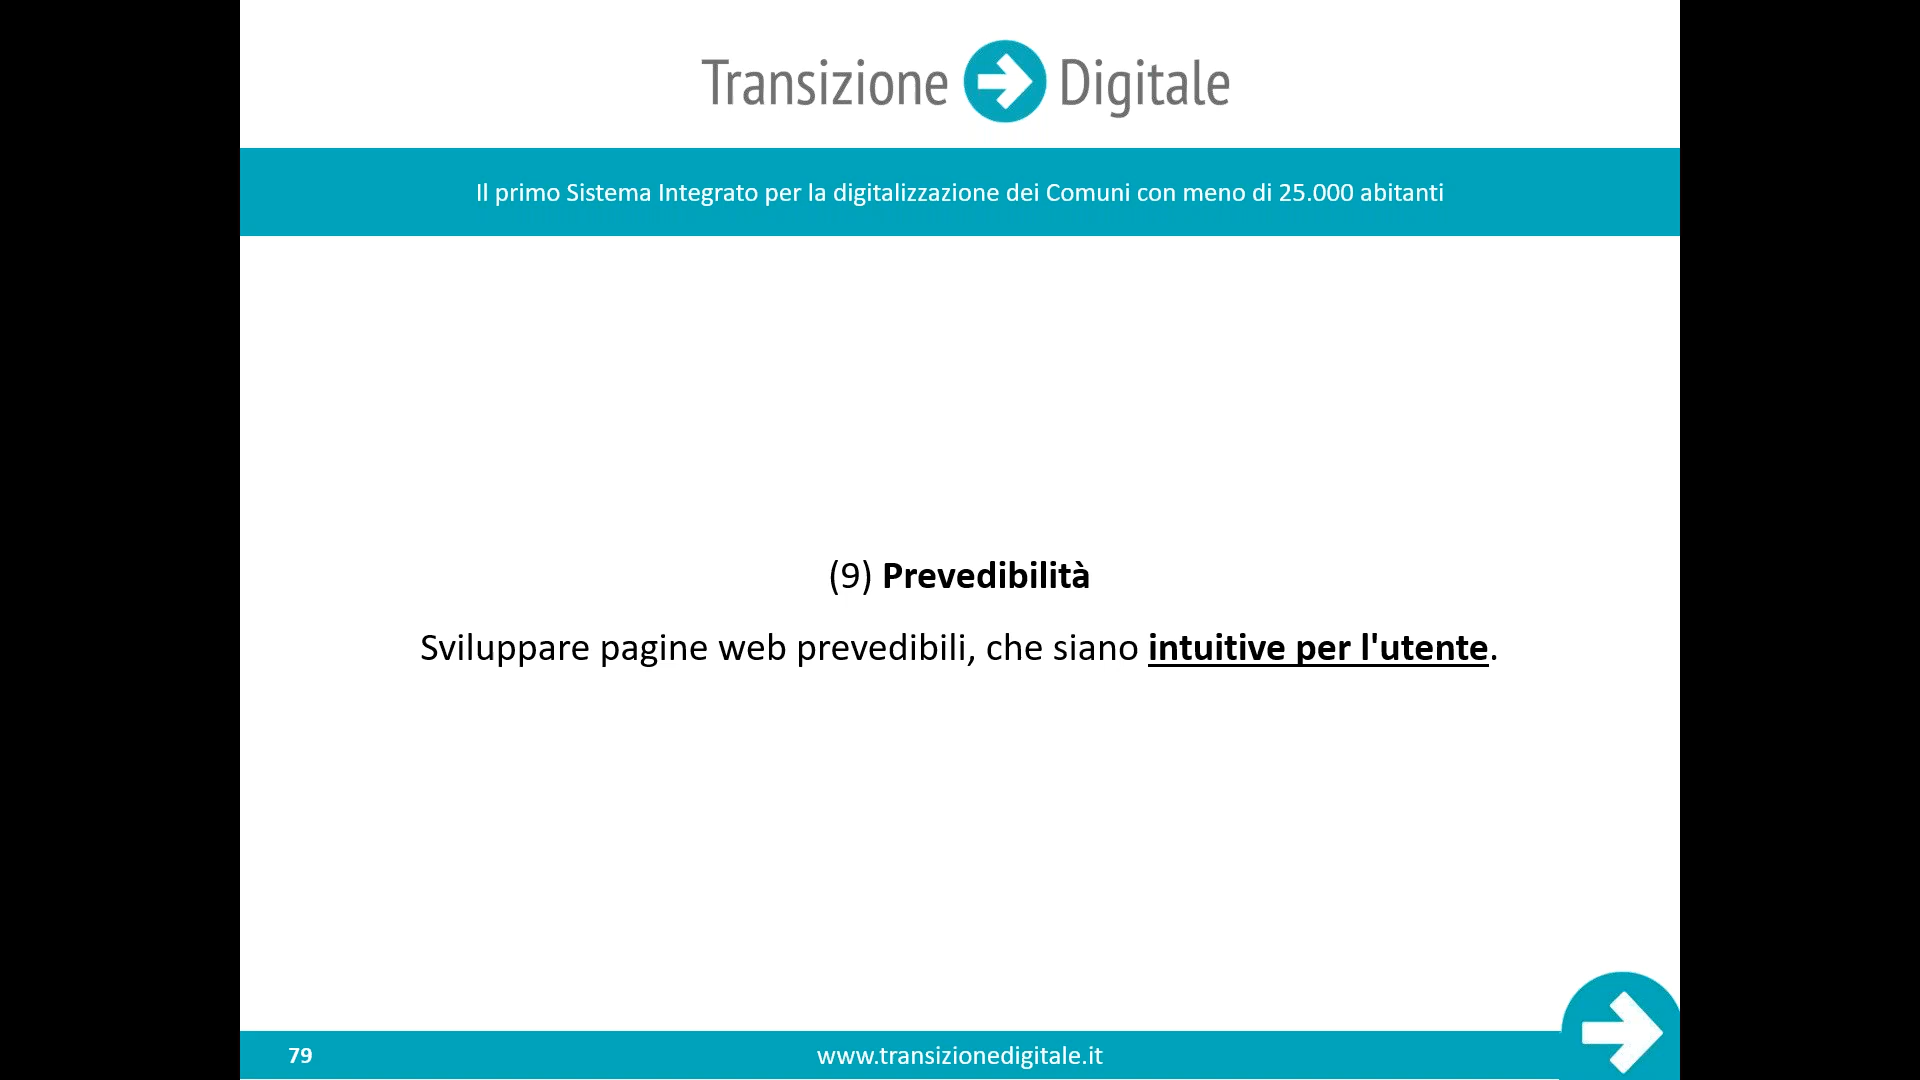 Transizione Digitale
Il primo Sistema Integrato per la digitalizzazione dei Comuni con meno di 25.000 abitanti
(9) Prevedibilità
Sviluppare pagine web prevedibili, che siano intuitive per l'utente.
79
www.transizionedigitale.it